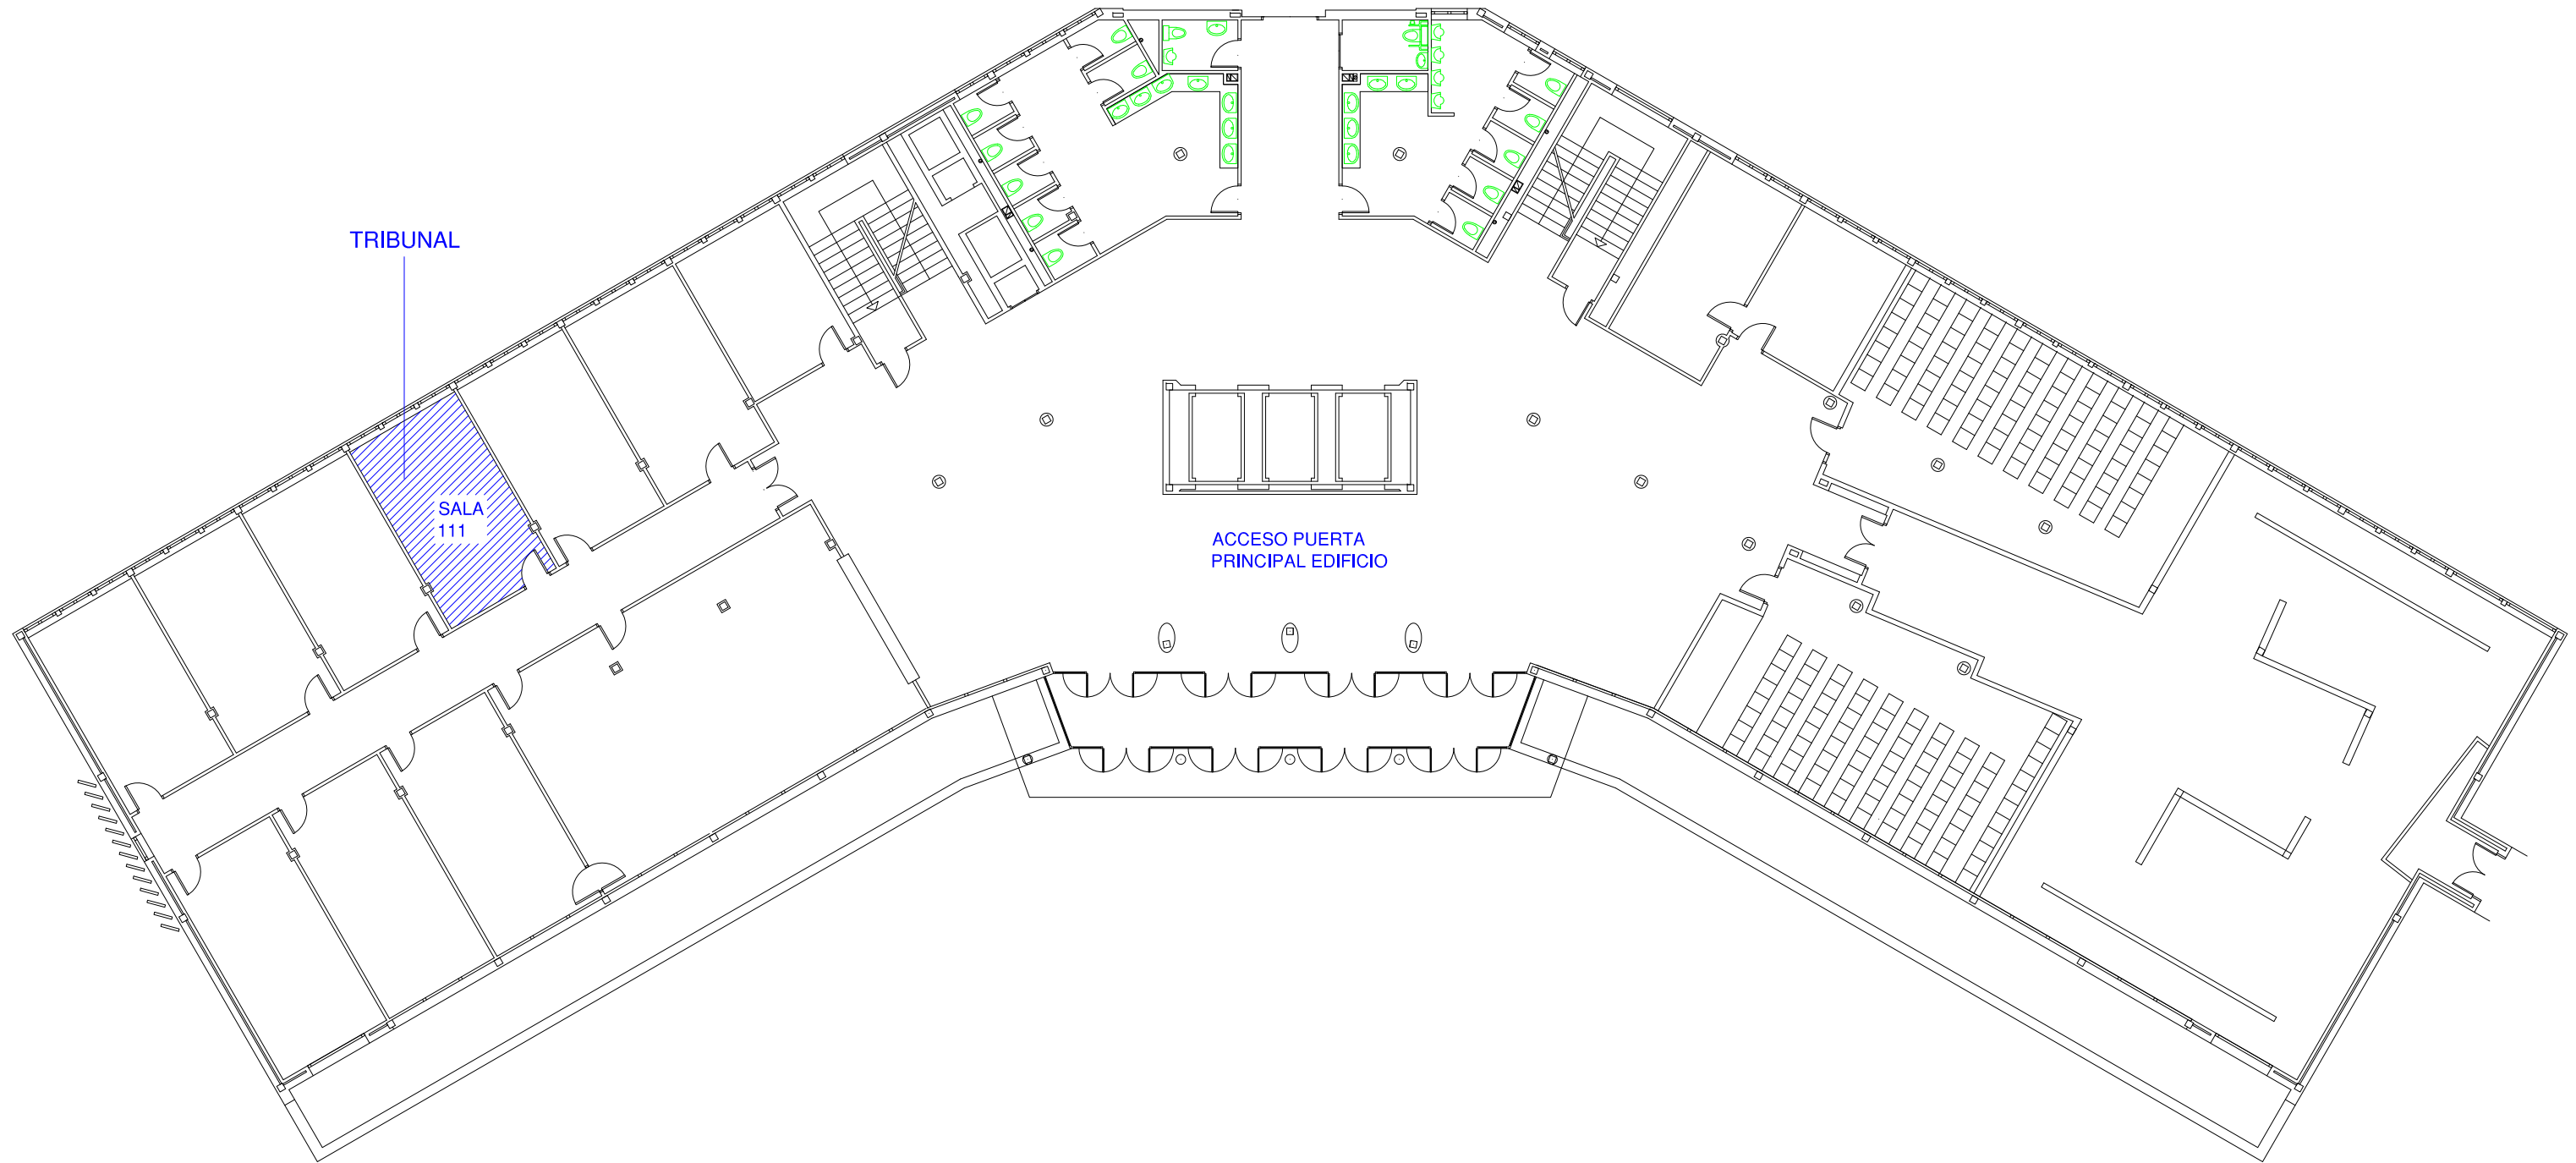 TRIBUNAL
SALA
111
ACCESO PUERTA
PRINCIPAL EDIFICIO